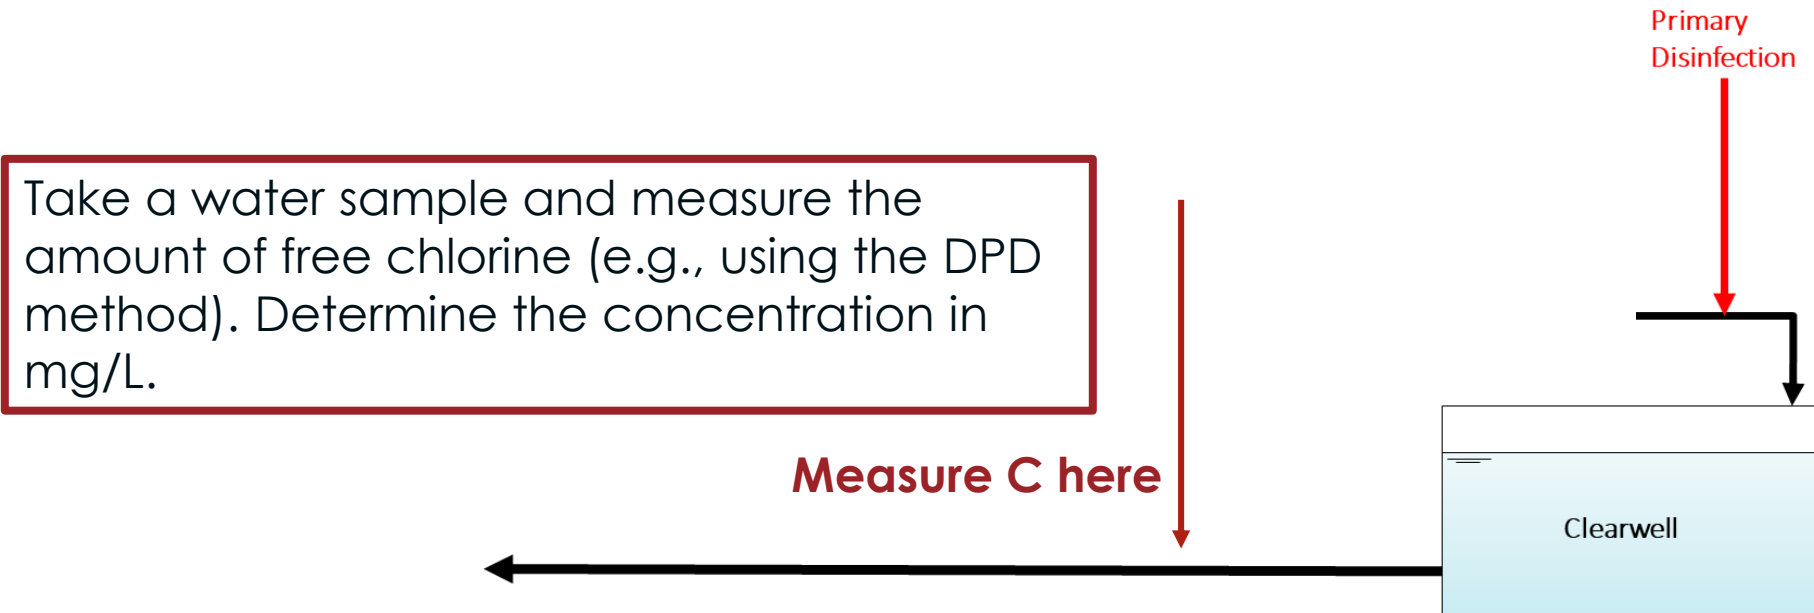 Primary
Disinfection
Take a water sample and measure the
amount of free chlorine (e.g., using the DPD
method). Determine the concentration in
mg/L.
Measure C here
Clearwell